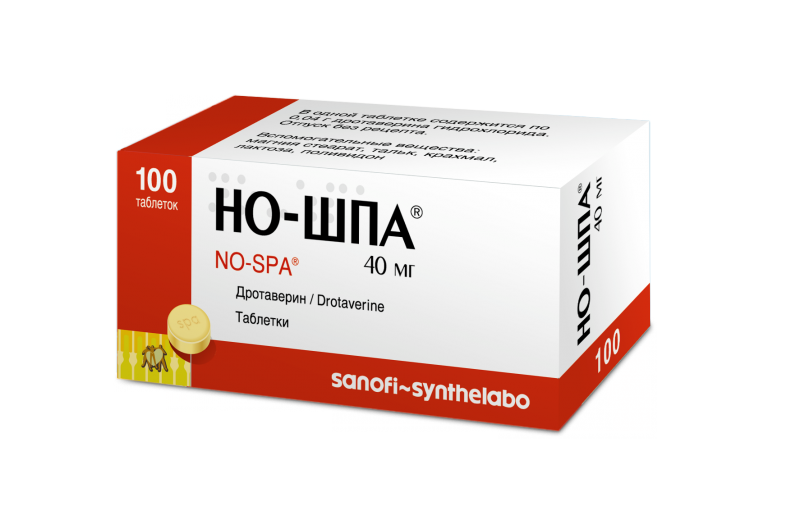 В одной таблетке содержится по
0,04 г дротаверина гидрохлорида.
Отпуск без рецепта.
Вспомогательные вещества:
магния стеарат, тальк, крахмал,
лактоза, поливидон
100
таблеток
НО-ШПА®
NO-SPA®
40 мг
Дротаверин / Drotaverine
Таблетки
spa
sanofi~synthelabo
НО-ШПА®
40 мг
100